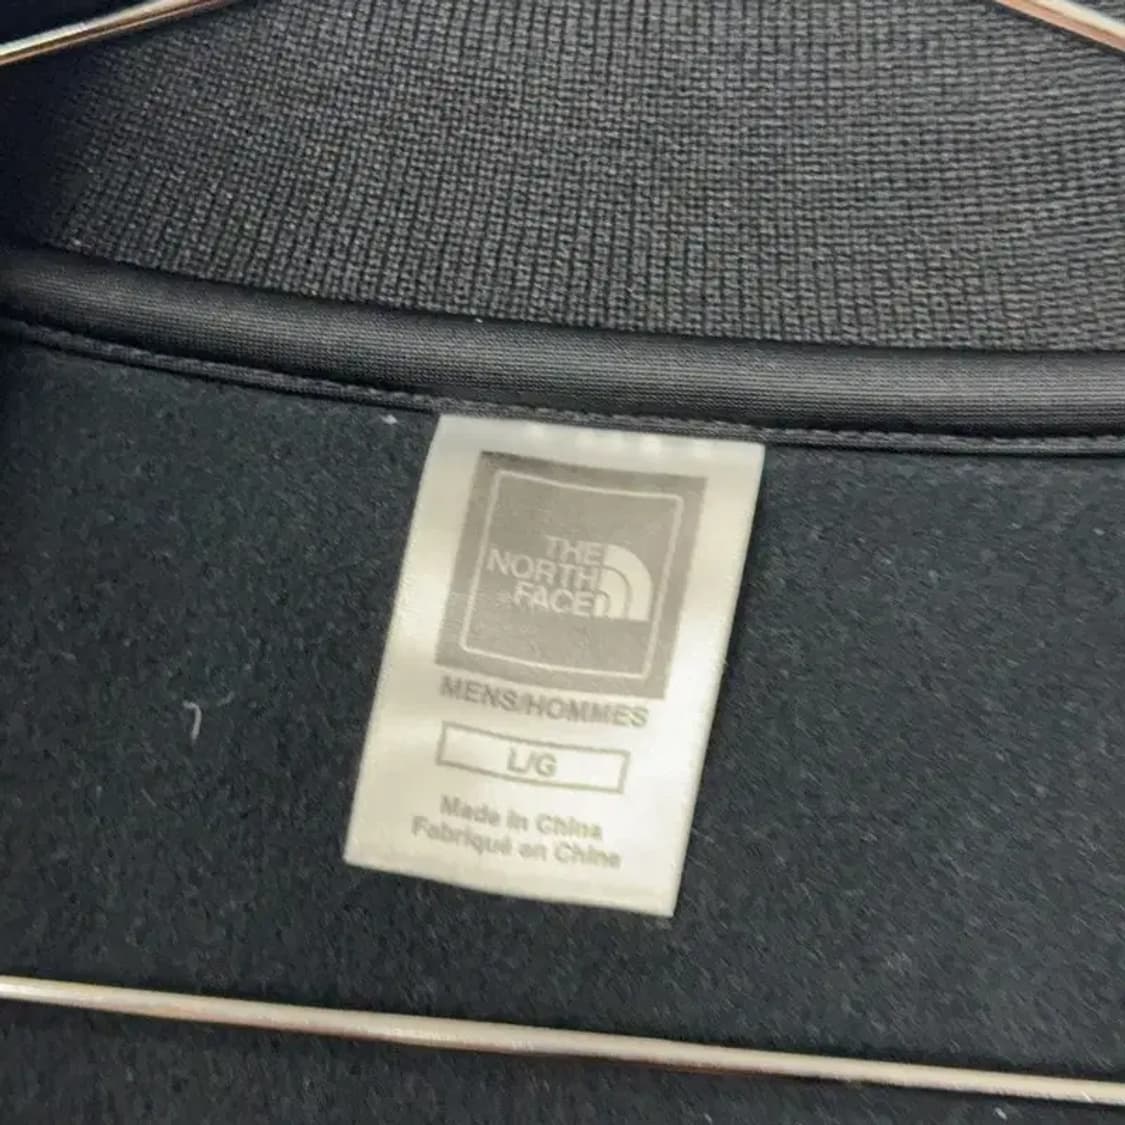 THE
NORTH
FACE
MENS/HOMMES
L/G
Made in China
Fabriqué en Chine